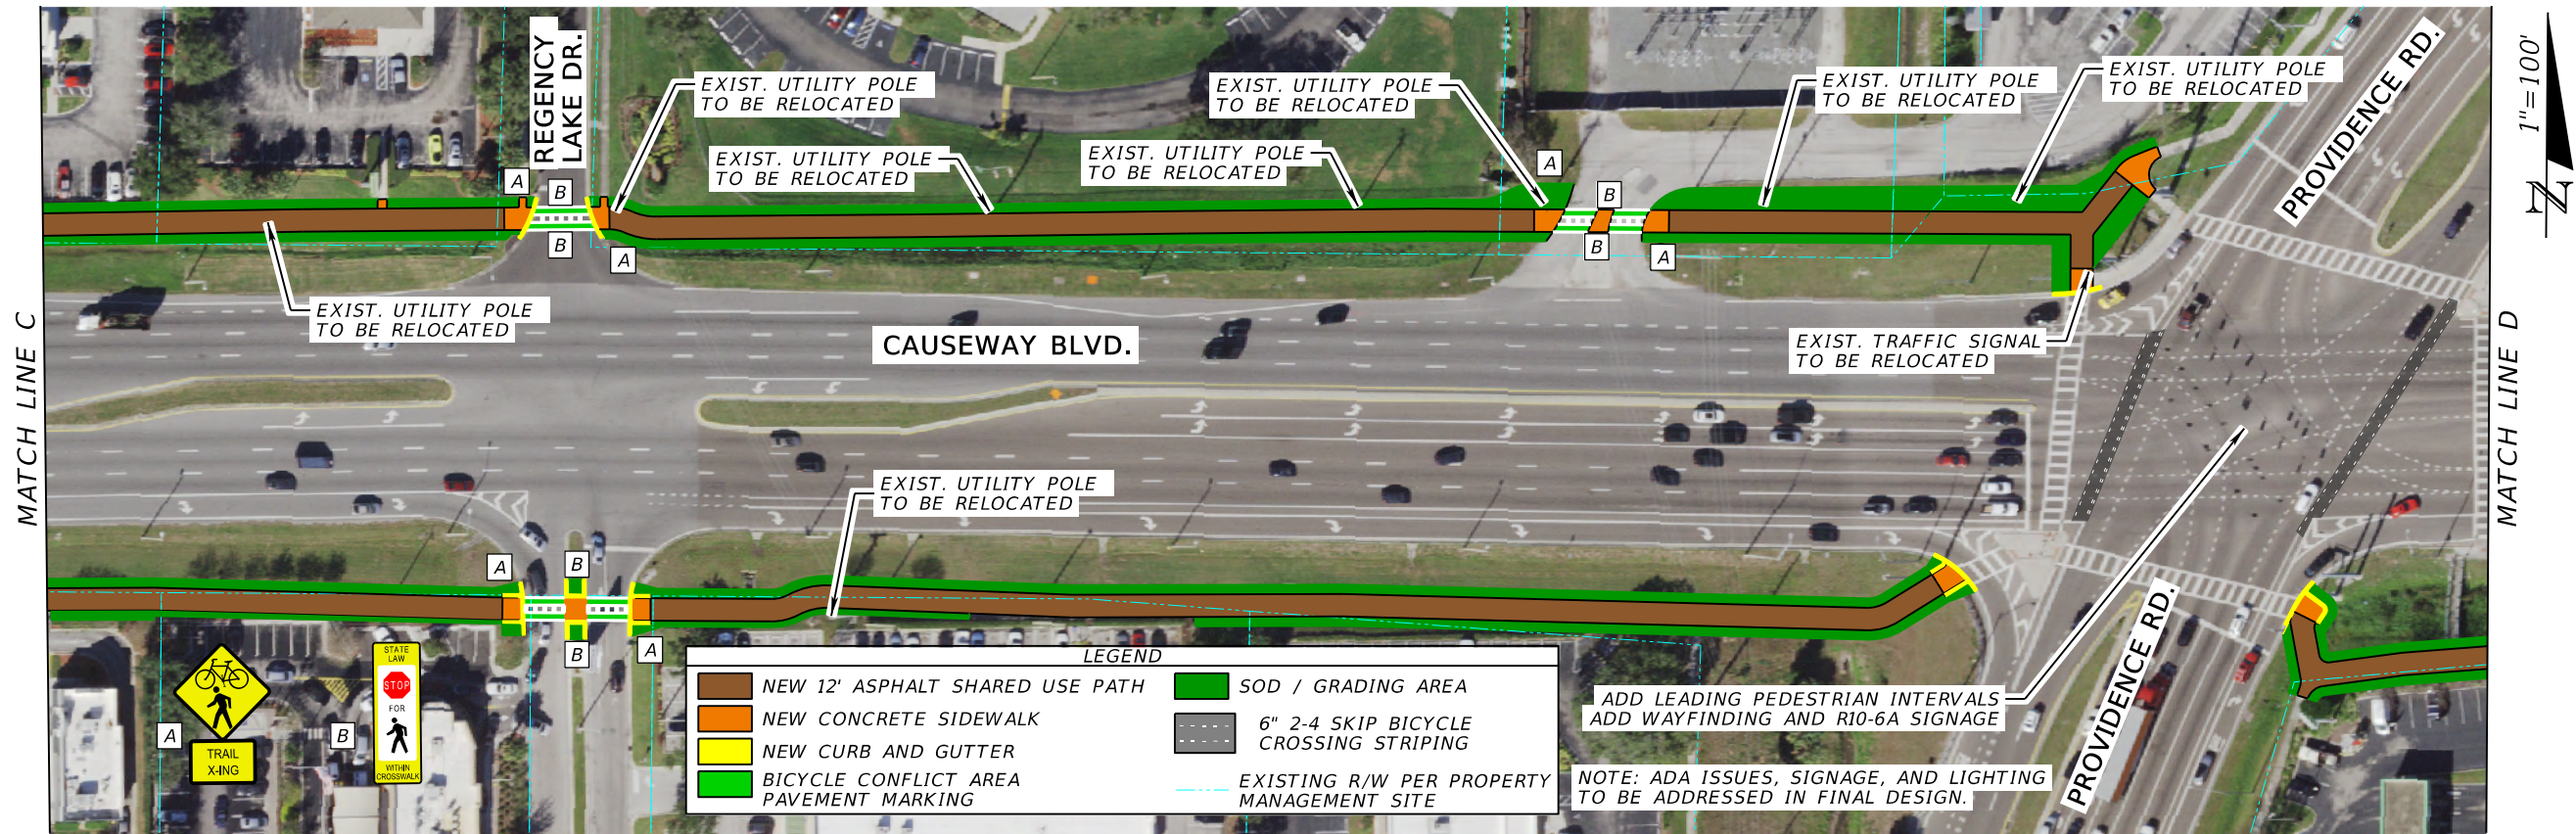 REGENCY
LAKE DR.
EXIST. UTILITY POLE
TO BE RELOCATED
EXIST. UTILITY POLE
TO BE RELOCATED
EXIST. UTILITY POLE
TO BE RELOCATED
EXIST. UTILITY POLE
TO BE RELOCATED
EXIST. UTILITY POLE
TO BE RELOCATED
EXIST. UTILITY POLE
TO BE RELOCATED
PROVIDENCE RD.
1"=100'
N
A
B
B
A
A
B
B
A
EXIST. UTILITY POLE
TO BE RELOCATED
CAUSEWAY BLVD.
EXIST. TRAFFIC SIGNAL
TO BE RELOCATED
MATCH LINE C
MATCH LINE D
EXIST. UTILITY POLE
TO BE RELOCATED
A
B
B
A
A
TRAIL
X-ING
B
STATE
LAW
STOP
FOR
WITHIN
CROSSWALK
LEGEND
NEW 12' ASPHALT SHARED USE PATH
NEW CONCRETE SIDEWALK
NEW CURB AND GUTTER
BICYCLE CONFLICT AREA
PAVEMENT MARKING
SOD / GRADING AREA
6" 2-4 SKIP BICYCLE
CROSSING STRIPING
EXISTING R/W PER PROPERTY
MANAGEMENT SITE
ADD LEADING PEDESTRIAN INTERVALS
ADD WAYFINDING AND R10-6A SIGNAGE
PROVIDENCE RD.
NOTE: ADA ISSUES, SIGNAGE, AND LIGHTING
TO BE ADDRESSED IN FINAL DESIGN.